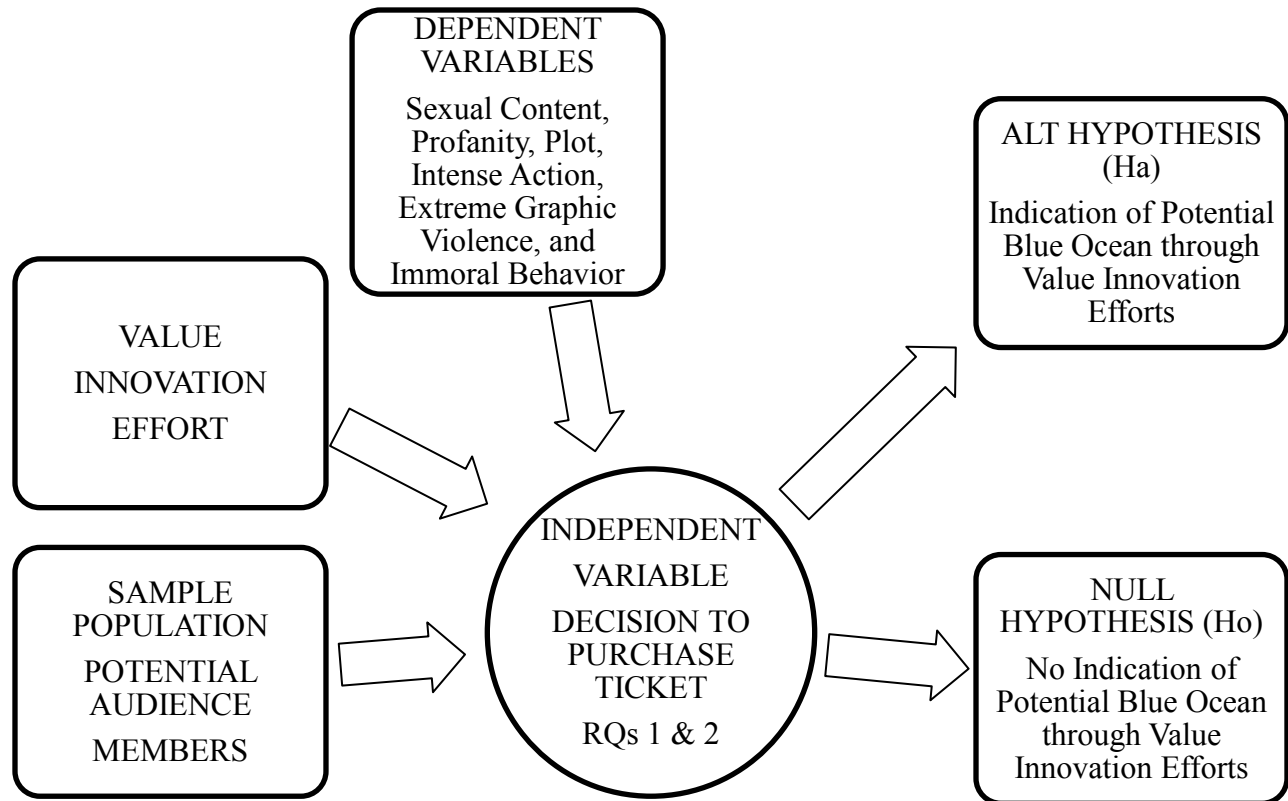 DEPENDENT
VARIABLES
Sexual Content,
Profanity, Plot,
Intense Action,
Extreme Graphic
Violence, and
Immoral Behavior
VALUE
INNOVATION
EFFORT
SAMPLE
POPULATION
POTENTIAL
AUDIENCE
MEMBERS
INDEPENDENT
VARIABLE
DECISION TO
PURCHASE
TICKET
RQs 1 & 2
ALT HYPOTHESIS
(Ha)
Indication of Potential
Blue Ocean through
Value Innovation
Efforts
NULL
HYPOTHESIS (Ho)
No Indication of
Potential Blue Ocean
through Value
Innovation Efforts